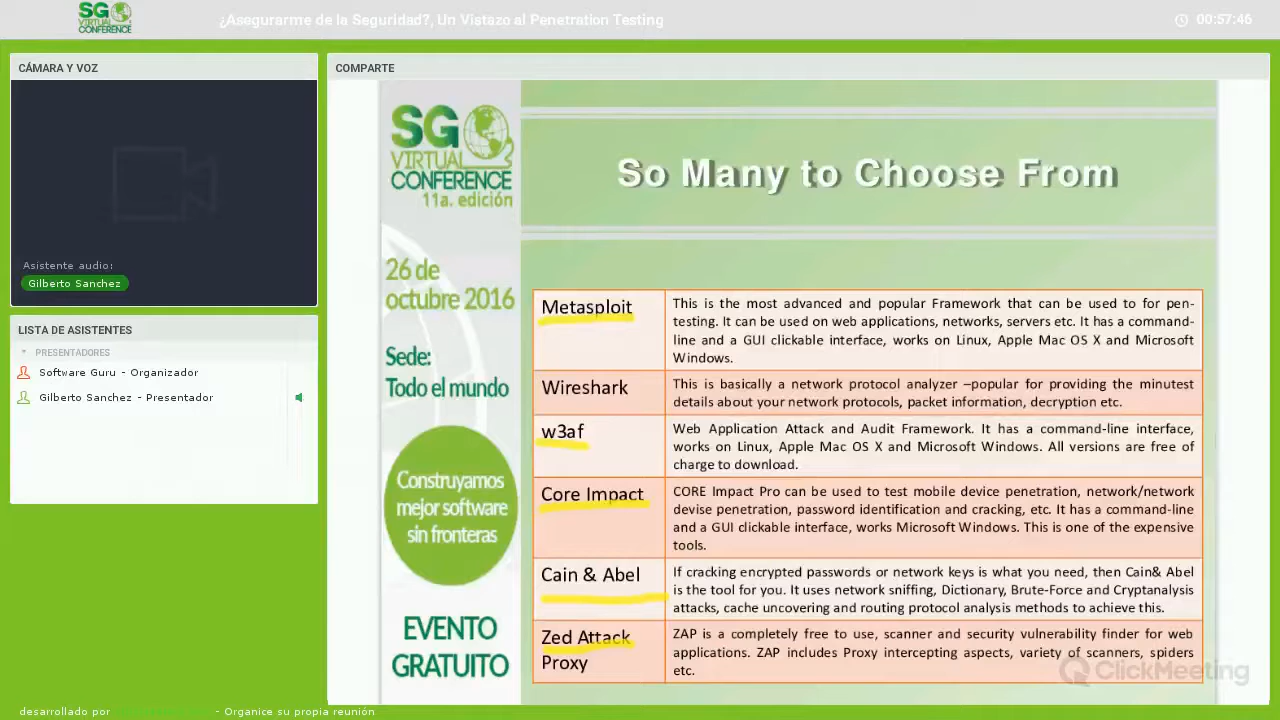 SG
VIRTUAL
CONFERENCE
¿Asegurarme de la Seguridad?, Un Vistazo al Penetration Testing
00:57:46
CÁMARA Y VOZ
Asistente audio:
Gilberto Sanchez
LISTA DE ASISTENTES
PRESENTADORES
Software Guru - Organizador
Gilberto Sanchez - Presentador
COMPARTE
SG
VIRTUAL
CONFERENCE
11a. edición
26 de
octubre 2016
Sede:
Todo el mundo
Construyamos
mejor software
sin fronteras
EVENTO
GRATUITO
So Many to Choose From
Metasploit
This is the most advanced and popular Framework that can be used to for pen-
testing. It can be used on web applications, networks, servers etc. It has a command-
line and a GUI clickable interface, works on Linux, Apple Mac OS X and Microsoft
Windows.
Wireshark
This is basically a network protocol analyzer –popular for providing the minutest
details about your network protocols, packet information, decryption etc.
w3af
Web Application Attack and Audit Framework. It has a command-line interface,
works on Linux, Apple Mac OS X and Microsoft Windows. All versions are free of
charge to download.
Core Impact
CORE Impact Pro can be used to test mobile device penetration, network/network
devise penetration, password identification and cracking, etc. It has a command-line
and a GUI clickable interface, works Microsoft Windows. This is one of the expensive
tools.
Cain & Abel
If cracking encrypted passwords or network keys is what you need, then Cain& Abel
is the tool for you. It uses network sniffing, Dictionary, Brute-Force and Cryptanalysis
attacks, cache uncovering and routing protocol analysis methods to achieve this.
Zed Attack
Proxy
ZAP is a completely free to use, scanner and security vulnerability finder for web
applications. ZAP includes Proxy intercepting aspects, variety of scanners, spiders
etc.
ClickMeeting
desarrollado por
- Organice su propia reunión